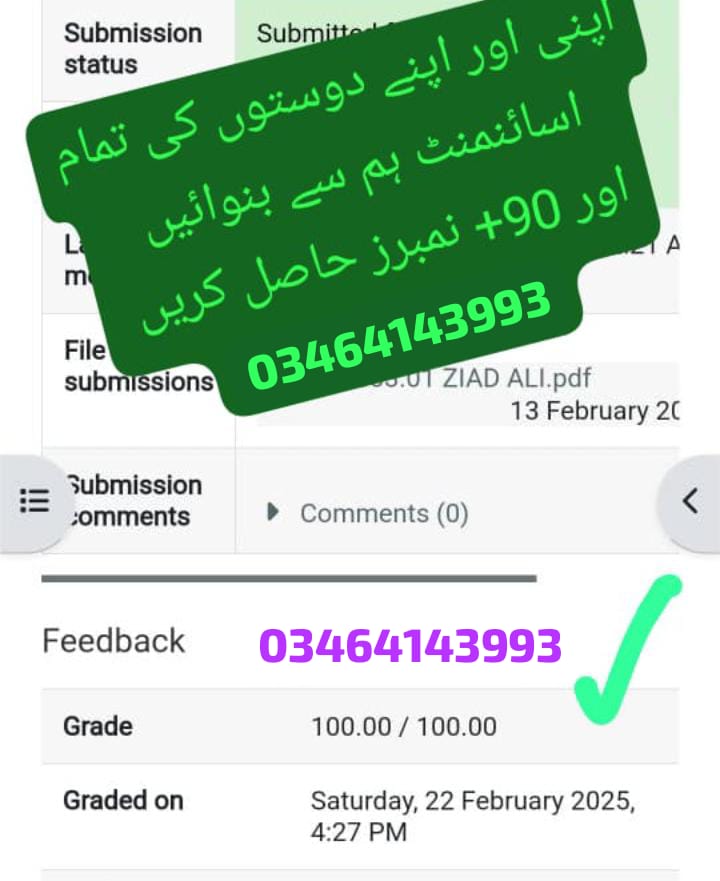 Submission
status
اپنی اور اپنے دوستوں کی تمام
اسائنمنٹ ہم سے بنوائیں
اور 90+ نمبرز حاصل کریں
03464143993
File
submissions
ZIAD ALI.pdf
13 February
Submission
comments
Comments (0)
Feedback
03464143993
Grade
100.00 / 100.00
Graded on
Saturday, 22 February 2025,
4:27 PM